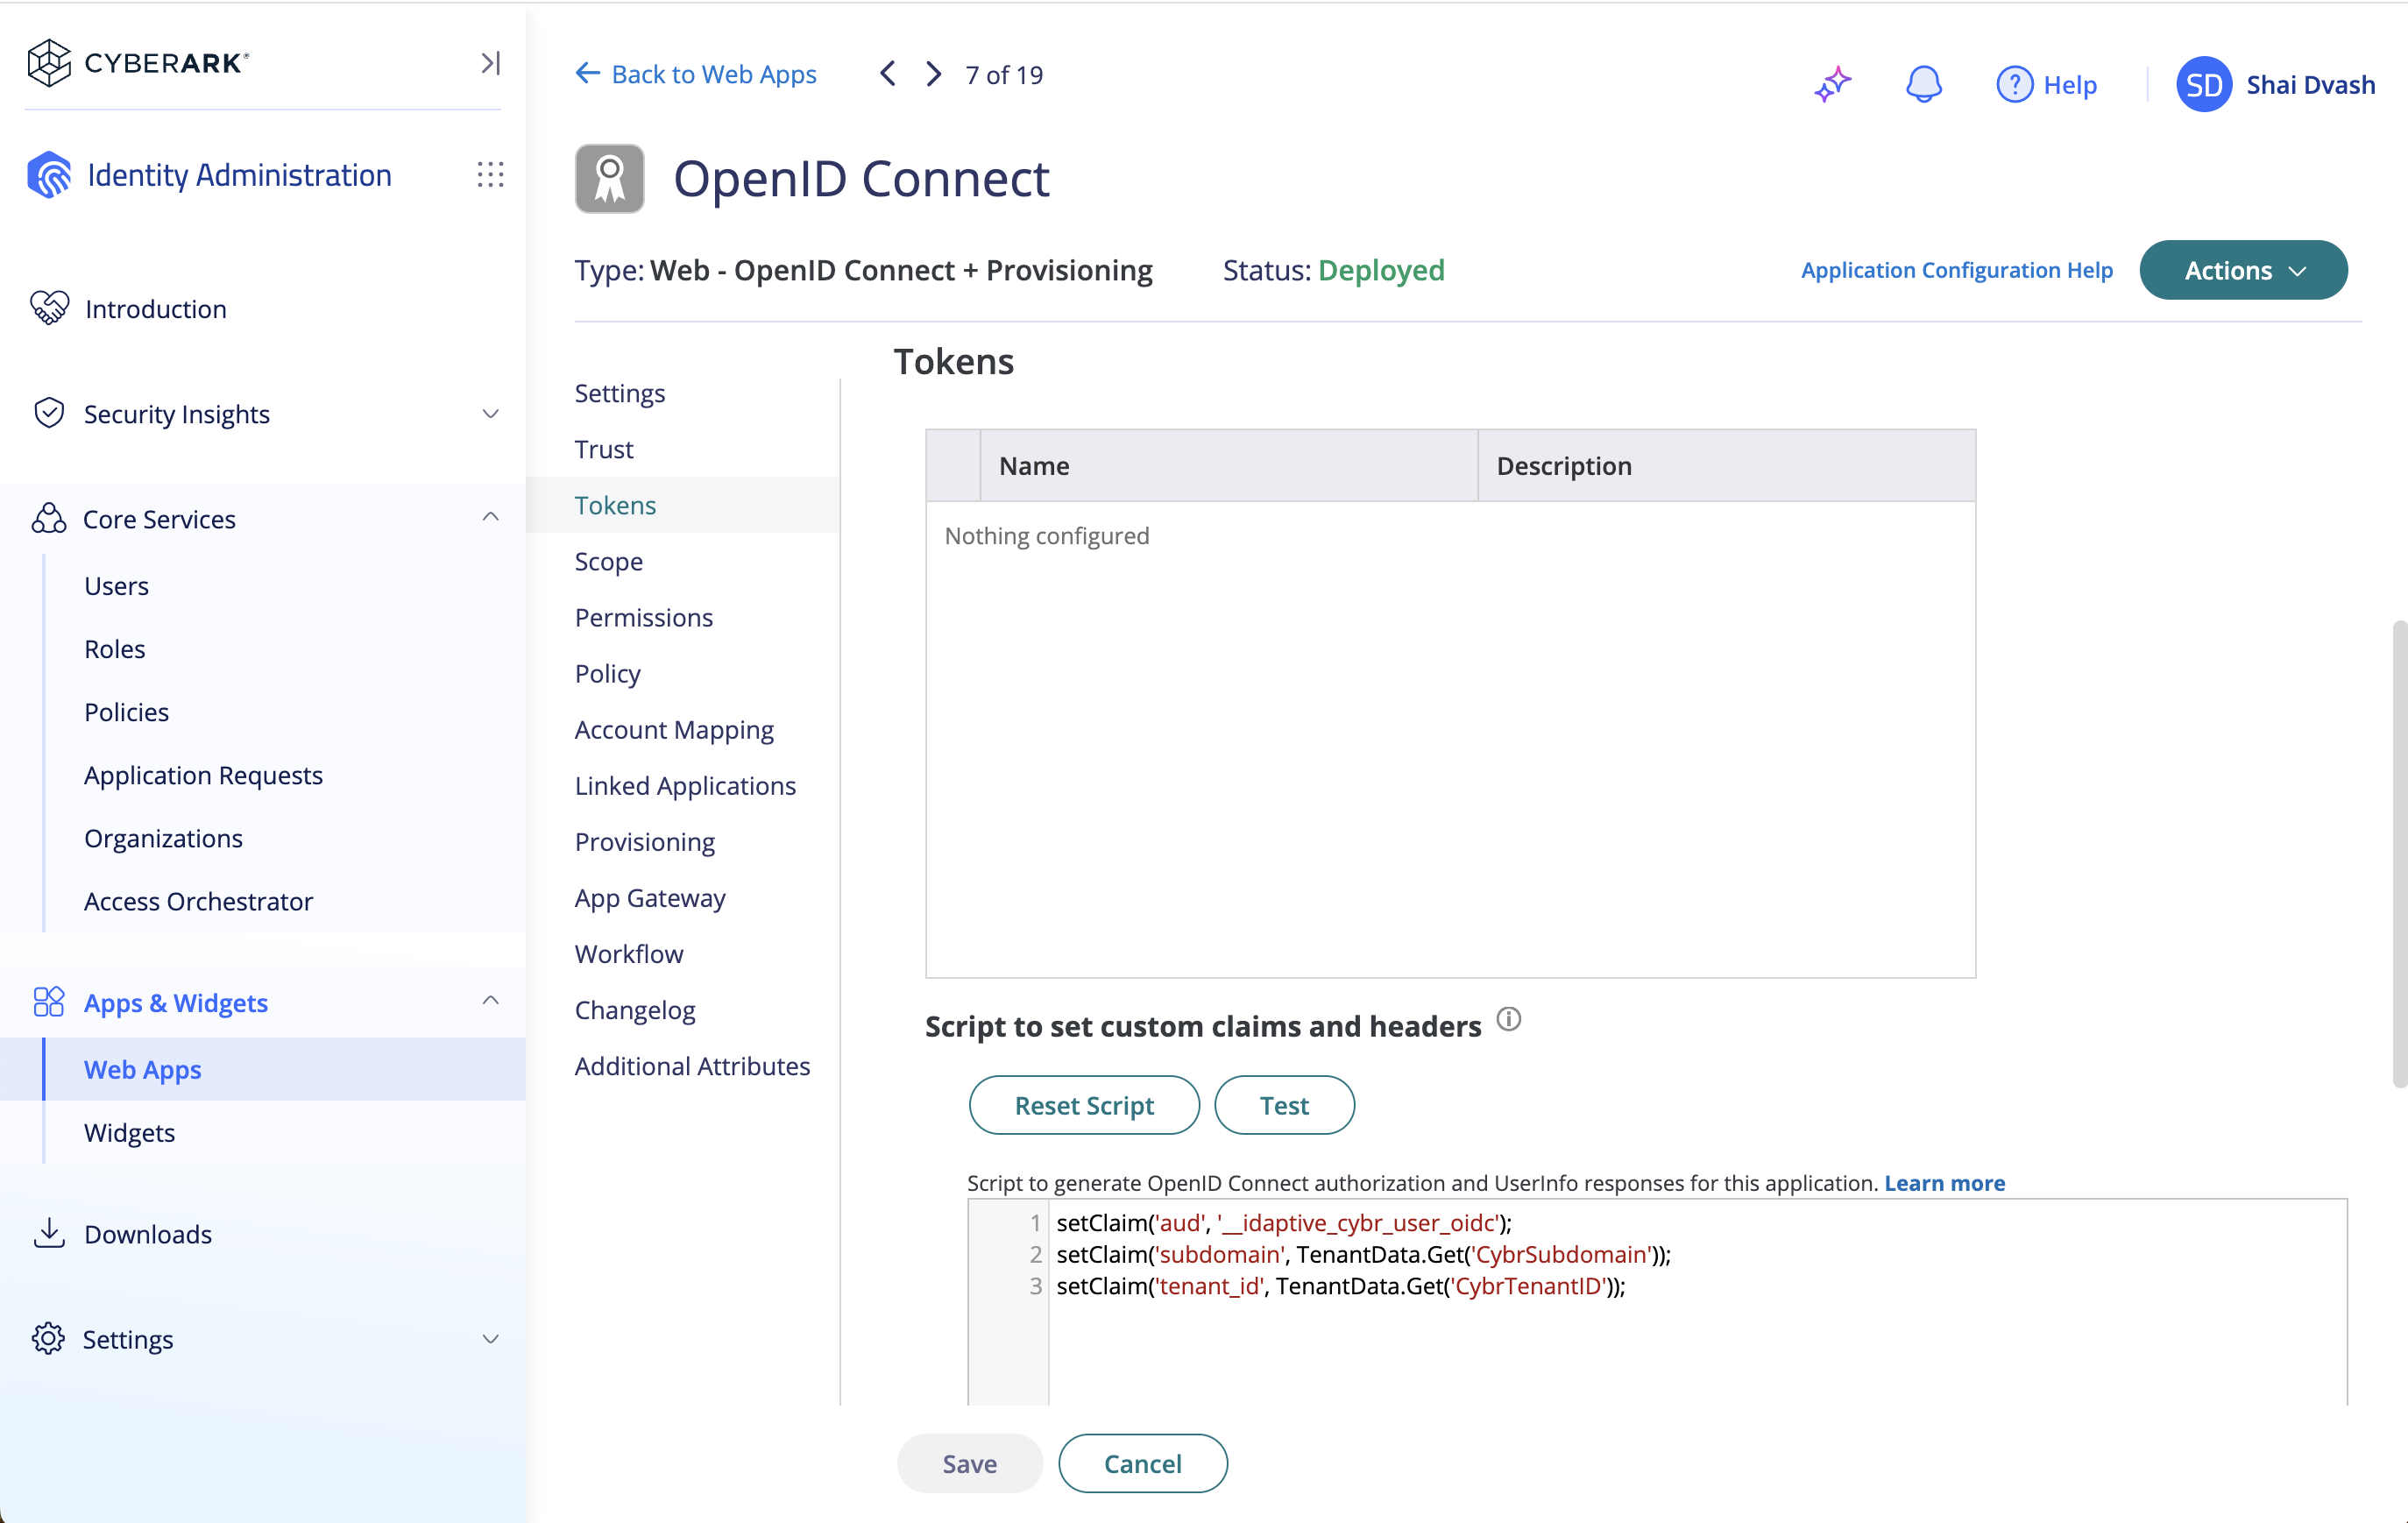 CYBERARK®
Identity Administration
Introduction
Security Insights
Core Services
Users
Roles
Policies
Application Requests
Organizations
Access Orchestrator
Apps & Widgets
Web Apps
Widgets
Downloads
Settings
Back to Web Apps
7 of 19
? Help
SD Shai Dvash
OpenID Connect
Type: Web - OpenID Connect + Provisioning
Status: Deployed
Application Configuration Help
Actions
Settings
Trust
Tokens
Scope
Permissions
Policy
Account Mapping
Linked Applications
Provisioning
App Gateway
Workflow
Changelog
Additional Attributes
Tokens
Name Description
Nothing configured
Script to set custom claims and headers
Reset Script Test
Script to generate OpenID Connect authorization and UserInfo responses for this application. Learn more
1 setClaim('aud', '__idaptive_cybr_user_oidc');
2 setClaim('subdomain', TenantData.Get('CybrSubdomain'));
3 setClaim('tenant_id', TenantData.Get('CybrTenantID'));
Save Cancel